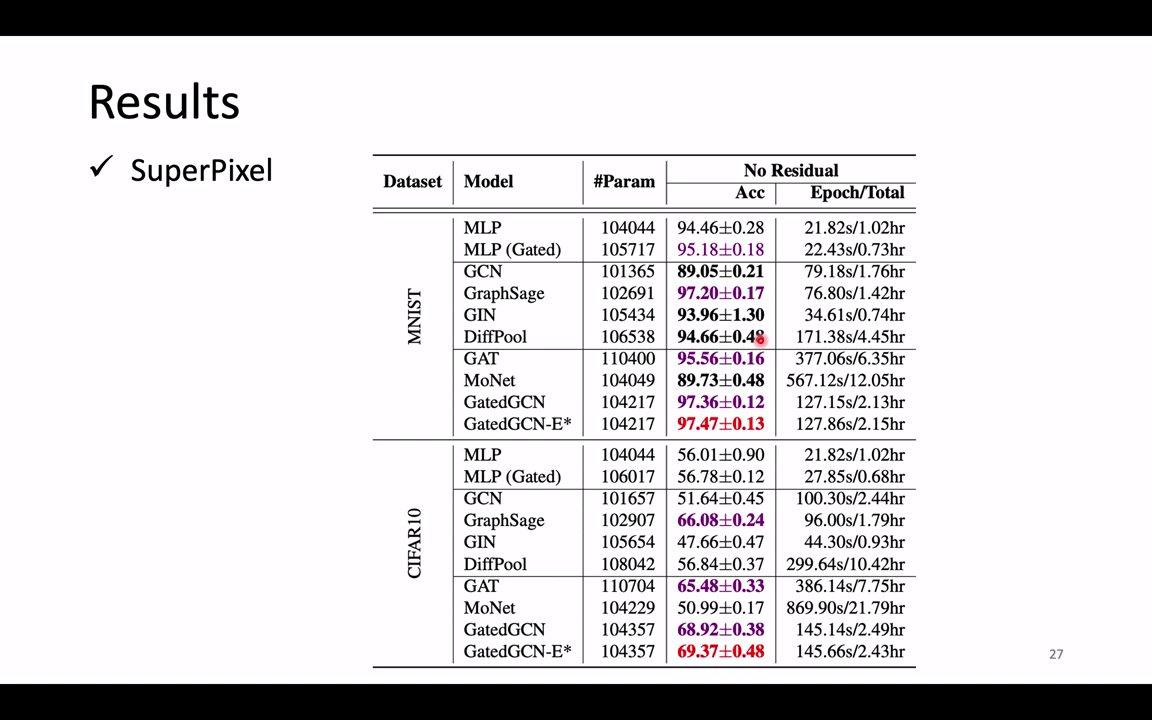 Results
✓ SuperPixel
Dataset Model #Param No Residual
Acc Epoch/Total
MNIST
MLP 104044 94.46±0.28 21.82s/1.02hr
MLP (Gated) 105717 95.18±0.18 22.43s/0.73hr
GCN 101365 89.05±0.21 79.18s/1.76hr
GraphSage 102691 97.20±0.17 76.80s/1.42hr
GIN 105434 93.96±1.30 34.61s/0.74hr
DiffPool 106538 94.66±0.48 171.38s/4.45hr
GAT 110400 95.56±0.16 377.06s/6.35hr
MoNet 104049 89.73±0.48 567.12s/12.05hr
GatedGCN 104217 97.36±0.12 127.15s/2.13hr
GatedGCN-E* 104217 97.47±0.13 127.86s/2.15hr
CIFAR10
MLP 104044 56.01±0.90 21.82s/1.02hr
MLP (Gated) 106017 56.78±0.12 27.85s/0.68hr
GCN 101657 51.64±0.45 100.30s/2.44hr
GraphSage 102907 66.08±0.24 96.00s/1.79hr
GIN 105654 47.66±0.47 44.30s/0.93hr
DiffPool 108042 56.84±0.37 299.64s/10.42hr
GAT 110704 65.48±0.33 386.14s/7.75hr
MoNet 104229 50.99±0.17 869.90s/21.79hr
GatedGCN 104357 68.92±0.38 145.14s/2.49hr
GatedGCN-E* 104357 69.37±0.48 145.66s/2.43hr
27